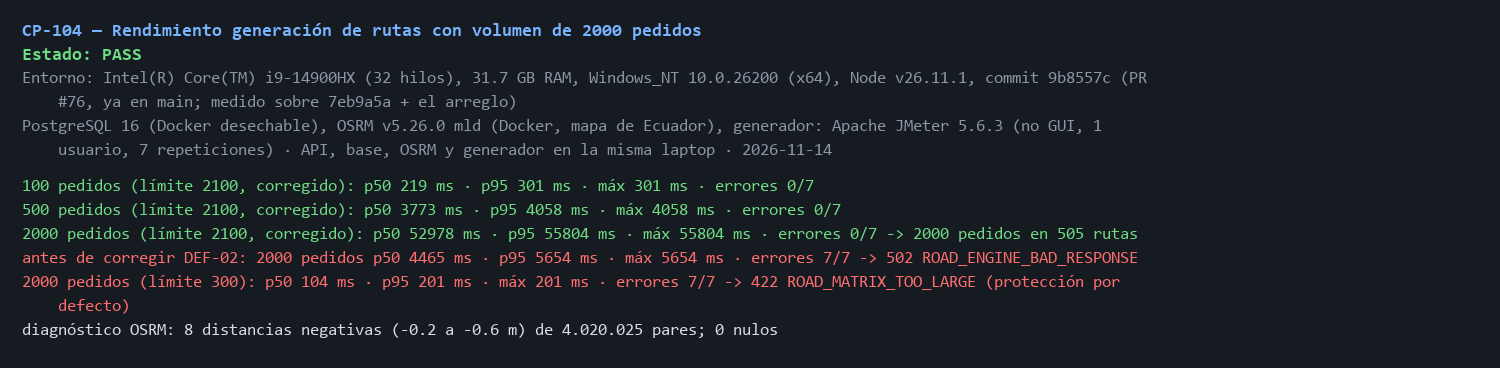 CP-104 — Rendimiento generación de rutas con volumen de 2000 pedidos
Estado: PASS
Entorno: Intel(R) Core(TM) i9-14900HX (32 hilos), 31.7 GB RAM, Windows_NT 10.0.26200 (x64), Node v26.11.1, commit 9b8557c (PR
#76, ya en main; medido sobre 7eb9a5a + el arreglo)
PostgreSQL 16 (Docker desechable), OSRM v5.26.0 mld (Docker, mapa de Ecuador), generador: Apache JMeter 5.6.3 (no GUI, 1
usuario, 7 repeticiones) · API, base, OSRM y generador en la misma laptop · 2026-11-14
100 pedidos (límite 2100, corregido): p50 219 ms · p95 301 ms · máx 301 ms · errores 0/7
500 pedidos (límite 2100, corregido): p50 3773 ms · p95 4058 ms · máx 4058 ms · errores 0/7
2000 pedidos (límite 2100, corregido): p50 52978 ms · p95 55804 ms · máx 55804 ms · errores 0/7 -> 2000 pedidos en 505 rutas
antes de corregir DEF-02: 2000 pedidos p50 4465 ms · p95 5654 ms · máx 5654 ms · errores 7/7 -> 502 ROAD_ENGINE_BAD_RESPONSE
2000 pedidos (límite 300): p50 104 ms · p95 201 ms · máx 201 ms · errores 7/7 -> 422 ROAD_MATRIX_TOO_LARGE (protección por
defecto)
diagnóstico OSRM: 8 distancias negativas (-0.2 a -0.6 m) de 4.020.025 pares; 0 nulos